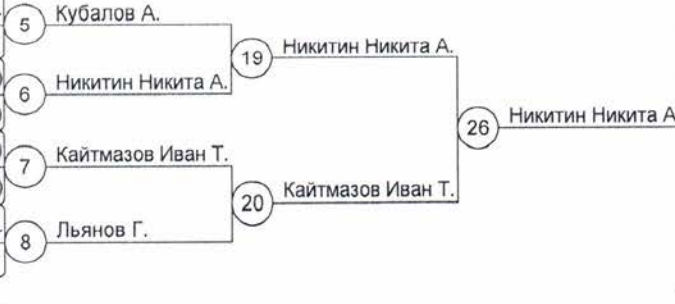 5 Кубалов А.
19 Никитин Никита А.
6 Никитин Никита А.
26 Никитин Никита А
7 Кайтмазов Иван Т.
20 Кайтмазов Иван Т.
8 Льянов Г.